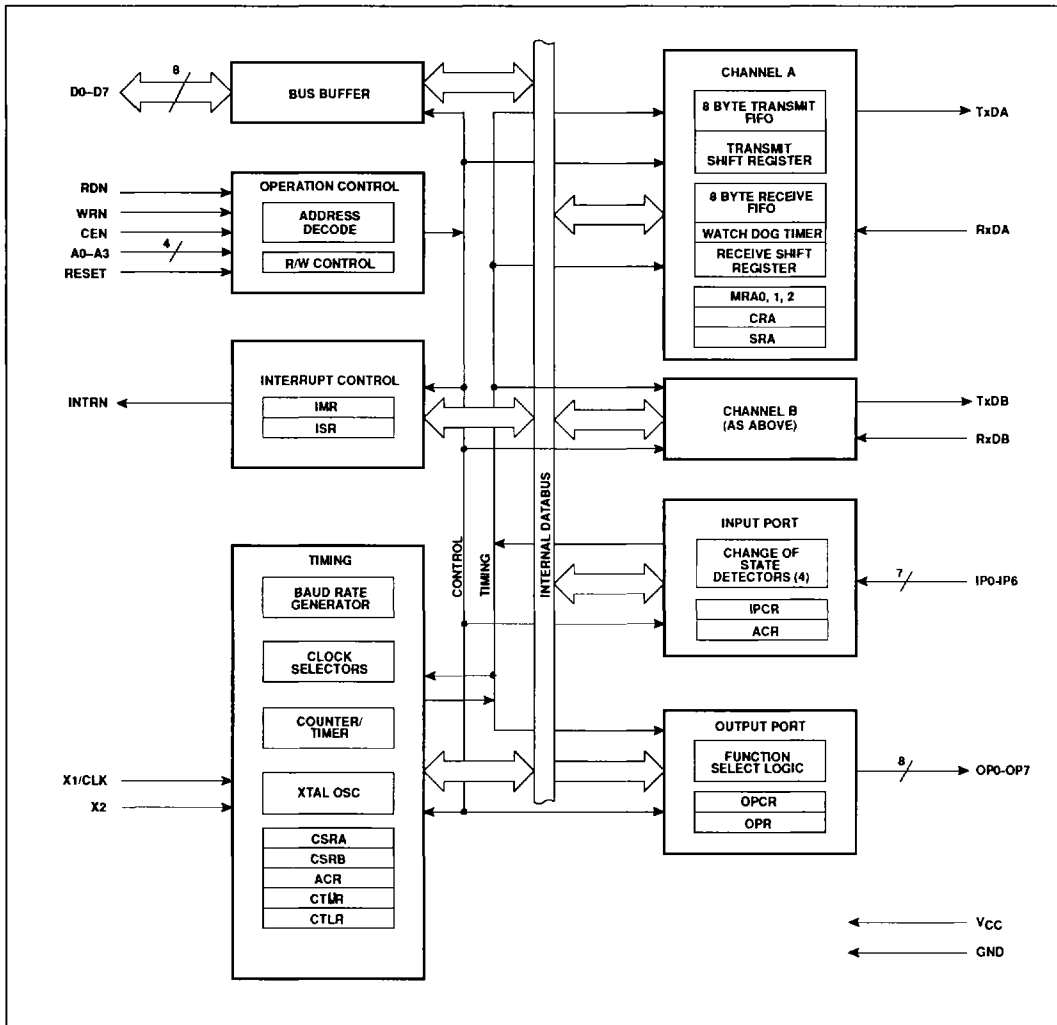 D0–D7
8
BUS BUFFER
RDN
WRN
CEN
A0–A3
4
RESET
OPERATION CONTROL
ADDRESS
DECODE
R/W CONTROL
INTRN
INTERRUPT CONTROL
IMR
ISR
TIMING
BAUD RATE
GENERATOR
CLOCK
SELECTORS
COUNTER/
TIMER
X1/CLK
X2
XTAL OSC
CSRA
CSRB
ACR
CTLR
CONTROL
TIMING
INTERNAL DATABUS
CHANNEL A
8 BYTE TRANSMIT
FIFO
TRANSMIT
SHIFT REGISTER
8 BYTE RECEIVE
FIFO
WATCH DOG TIMER
RECEIVE SHIFT
REGISTER
MRA0, 1, 2
CRA
SRA
TxDA
RxDA
CHANNEL B
(AS ABOVE)
TxDB
RxDB
INPUT PORT
CHANGE OF
STATE
DETECTORS (4)
IPCR
ACR
7
IP0-IP6
OUTPUT PORT
FUNCTION
SELECT LOGIC
OPCR
OPR
8
OP0-OP7
VCC
GND